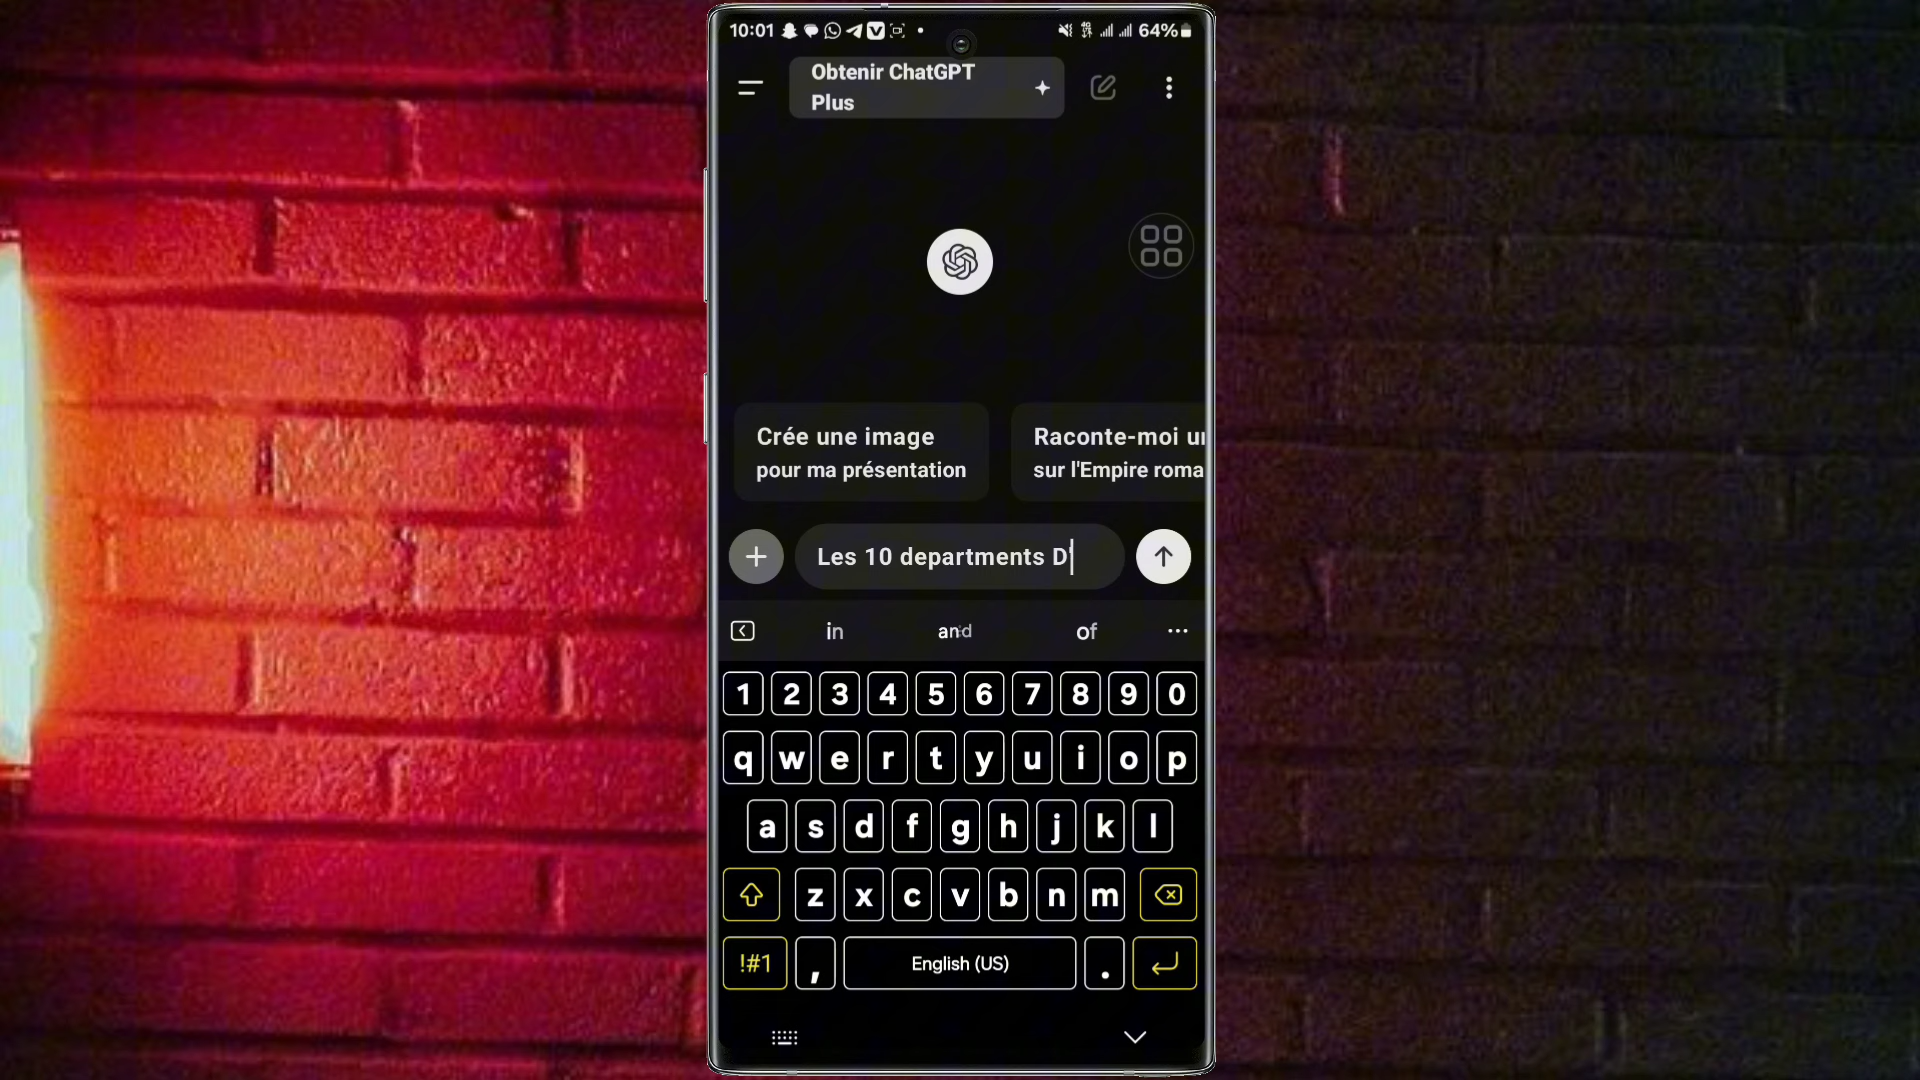 10:01
64%
Obtenir ChatGPT
Plus
Crée une image
pour ma présentation
Raconte-moi u
sur l'Empire roma
Les 10 departments D'
in and of
1 2 3 4 5 6 7 8 9 0
q w e r t y u i o p
a s d f g h j k l
z x c v b n m
!#1 , English (US) .